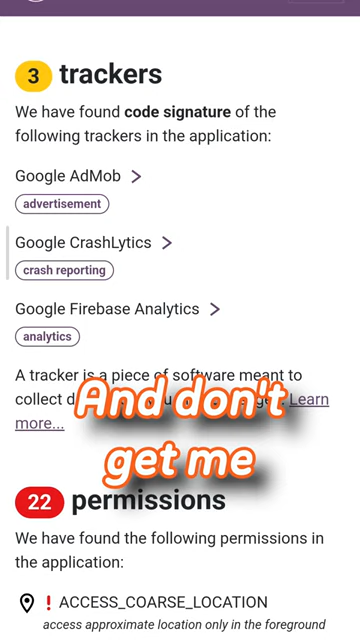 3 trackers
We have found code signature of the
following trackers in the application:
Google AdMob
advertisement
Google CrashLytics
crash reporting
Google Firebase Analytics
analytics
A tracker is a piece of software meant to
collect Learn
more...
And don't
get me
22 permissions
We have found the following permissions in
the application:
ACCESS_COARSE_LOCATION
access approximate location only in the foreground